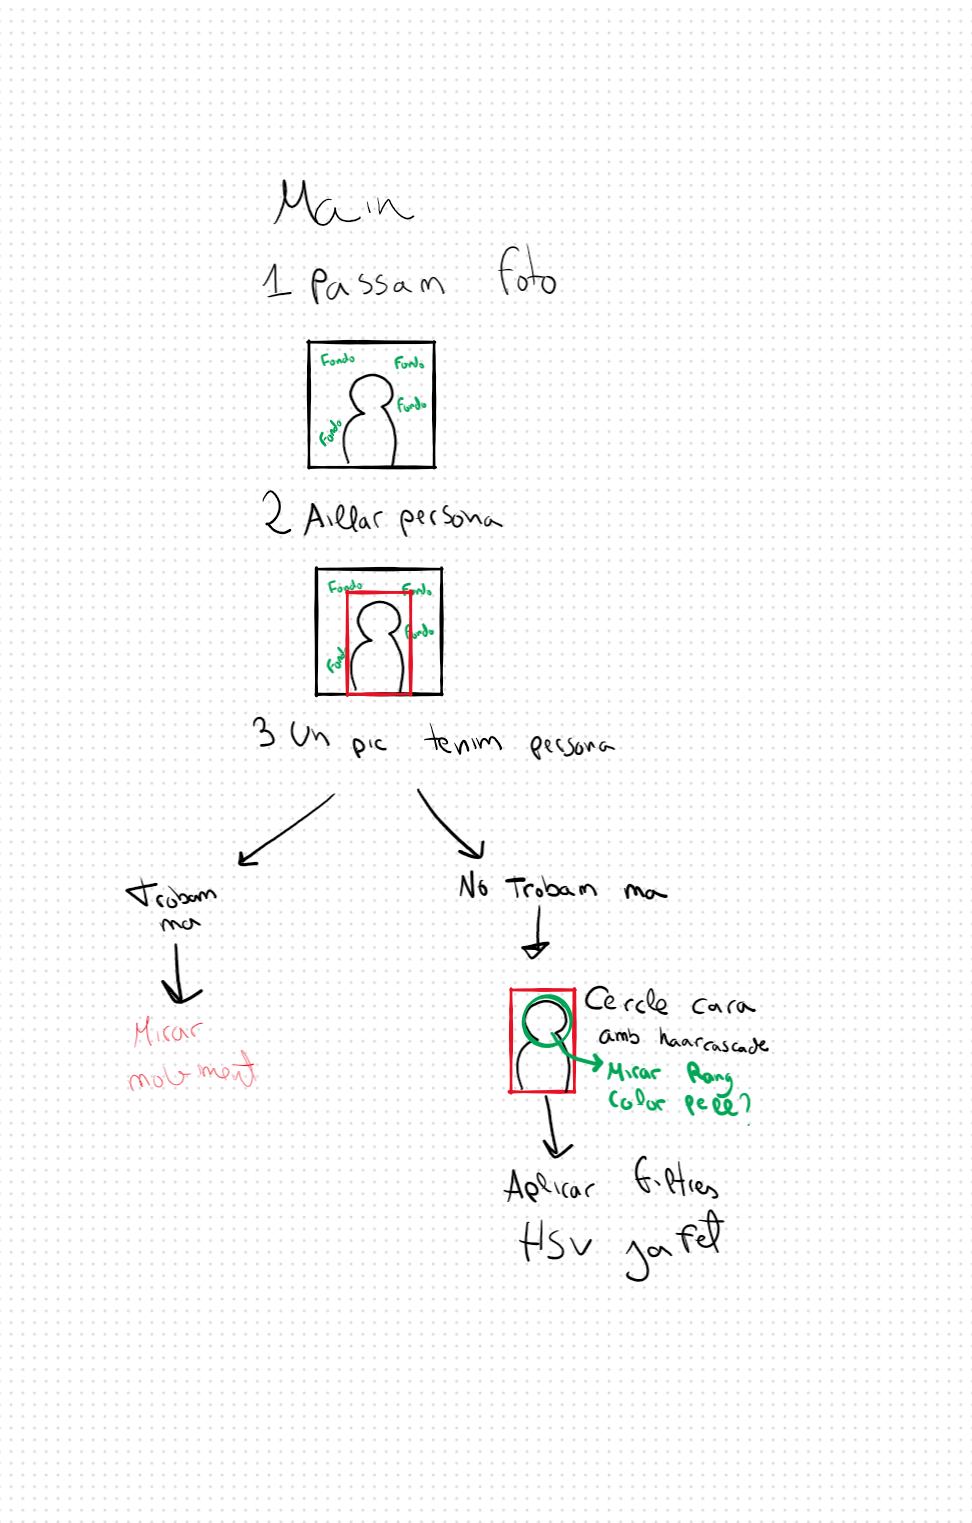 Main
1 Passam foto
Fondo Fondo
Fondo
Fondo
2 Aillar persona
Fondo Fondo
Fondo
Fondo
3 Un pic tenim persona
Trobam
ma
Mirar
moviment
No Trobam ma
Cercle cara
amb haarcascade
Mirar Rang
color pell?
Aplicar filtres
HSV ja fet